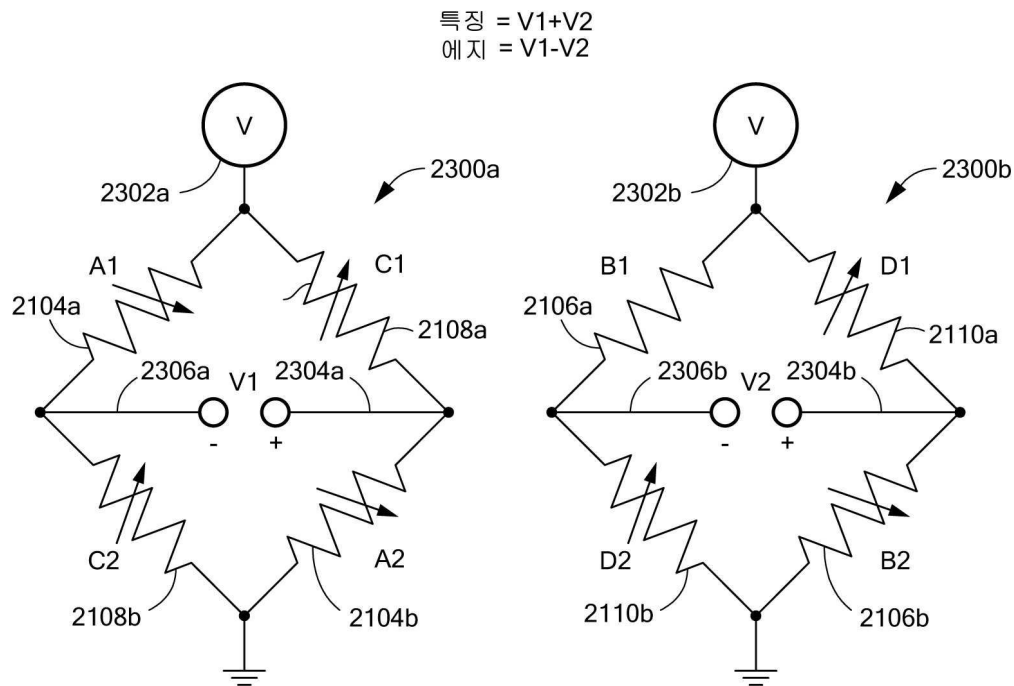 특징 = V1+V2
에지 = V1-V2
V
V
2302a
2300a
2302b
2300b
A1
C1
B1
D1
2104a
2108a
2106a
2110a
2306a
V1
2304a
2306b
V2
2304b
-
+
-
+
C2
A2
D2
B2
2108b
2104b
2110b
2106b